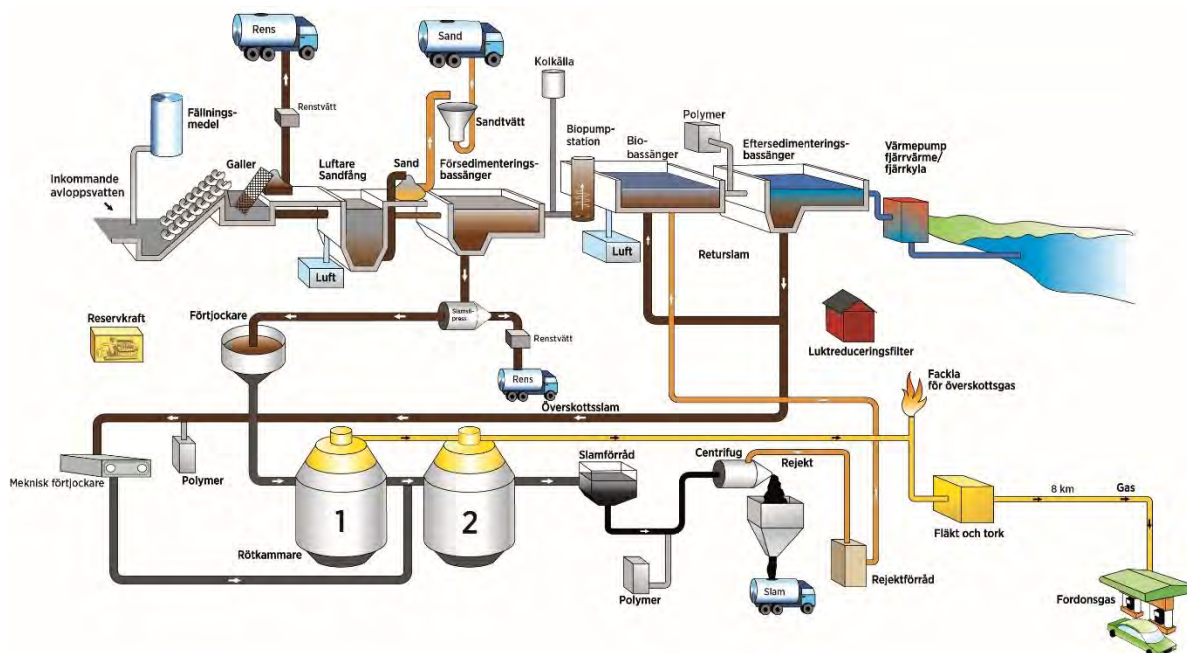 Rens
Sand
Kolkälla
Fällnings-
medel
Renstvätt
Sandtvätt
Biopump-
station
Polymer
Bio-
bassänger
Eftersedimenterings-
bassänger
Värmepump
fjärrvärme/
fjärrkyla
Galler
Luftare
Sandfång
Sand
Försedimenterings-
bassänger
Inkommande
avloppsvatten
Luft
Luft
Returslam
Reservkraft
Förtjockare
Slamsil-
press
Renstvätt
Rens
Luktreduceringsfilter
Fackla
för överskottsgas
Överskottsslam
Meknisk förtjockare
Polymer
1
2
Rötkammare
Slamförråd
Centrifug
Rejekt
Polymer
Slam
Rejektförråd
8 km
Gas
Fläkt och tork
Fordonsgas